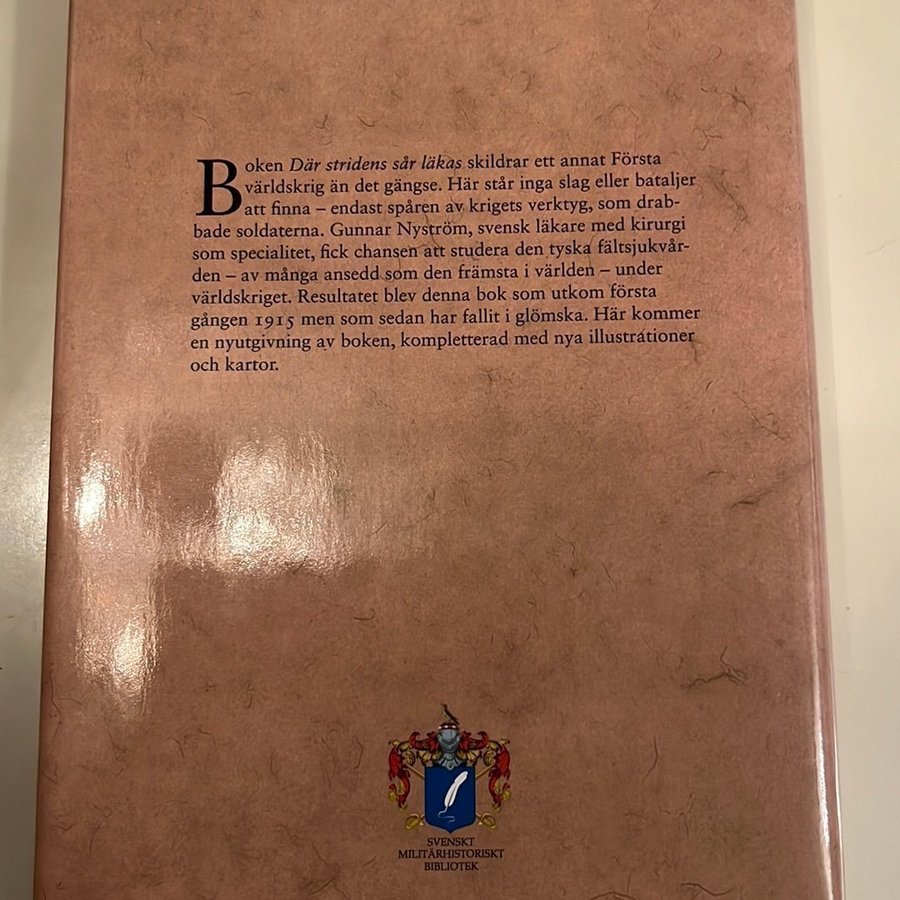 Boken Där stridens sår läkas skildrar ett annat Första
världskrig än det gängse. Här står inga slag eller bataljer
att finna – endast spåren av krigets verktyg, som drab-
bade soldaterna. Gunnar Nyström, svensk läkare med kirurgi
som specialitet, fick chansen att studera den tyska fältsjukvår-
den – av många ansedd som den främsta i världen – under
världskriget. Resultatet blev denna bok som utkom första
gången 1915 men som sedan har fallit i glömska. Här kommer
en nyutgivning av boken, kompletterad med nya illustrationer
och kartor.
SVENSKT
MILITÄRHISTORISKT
BIBLIOTEK